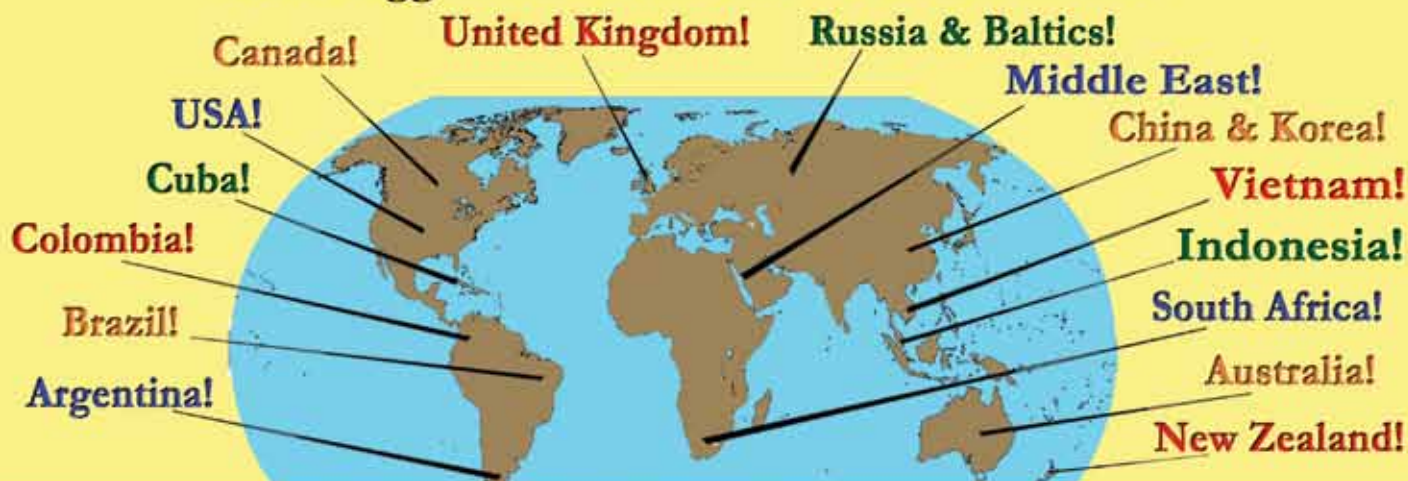 Canada!
United Kingdom!
Russia & Baltics!
USA!
Middle East!
China & Korea!
Cuba!
Vietnam!
Colombia!
Indonesia!
Brazil!
South Africa!
Argentina!
Australia!
New Zealand!